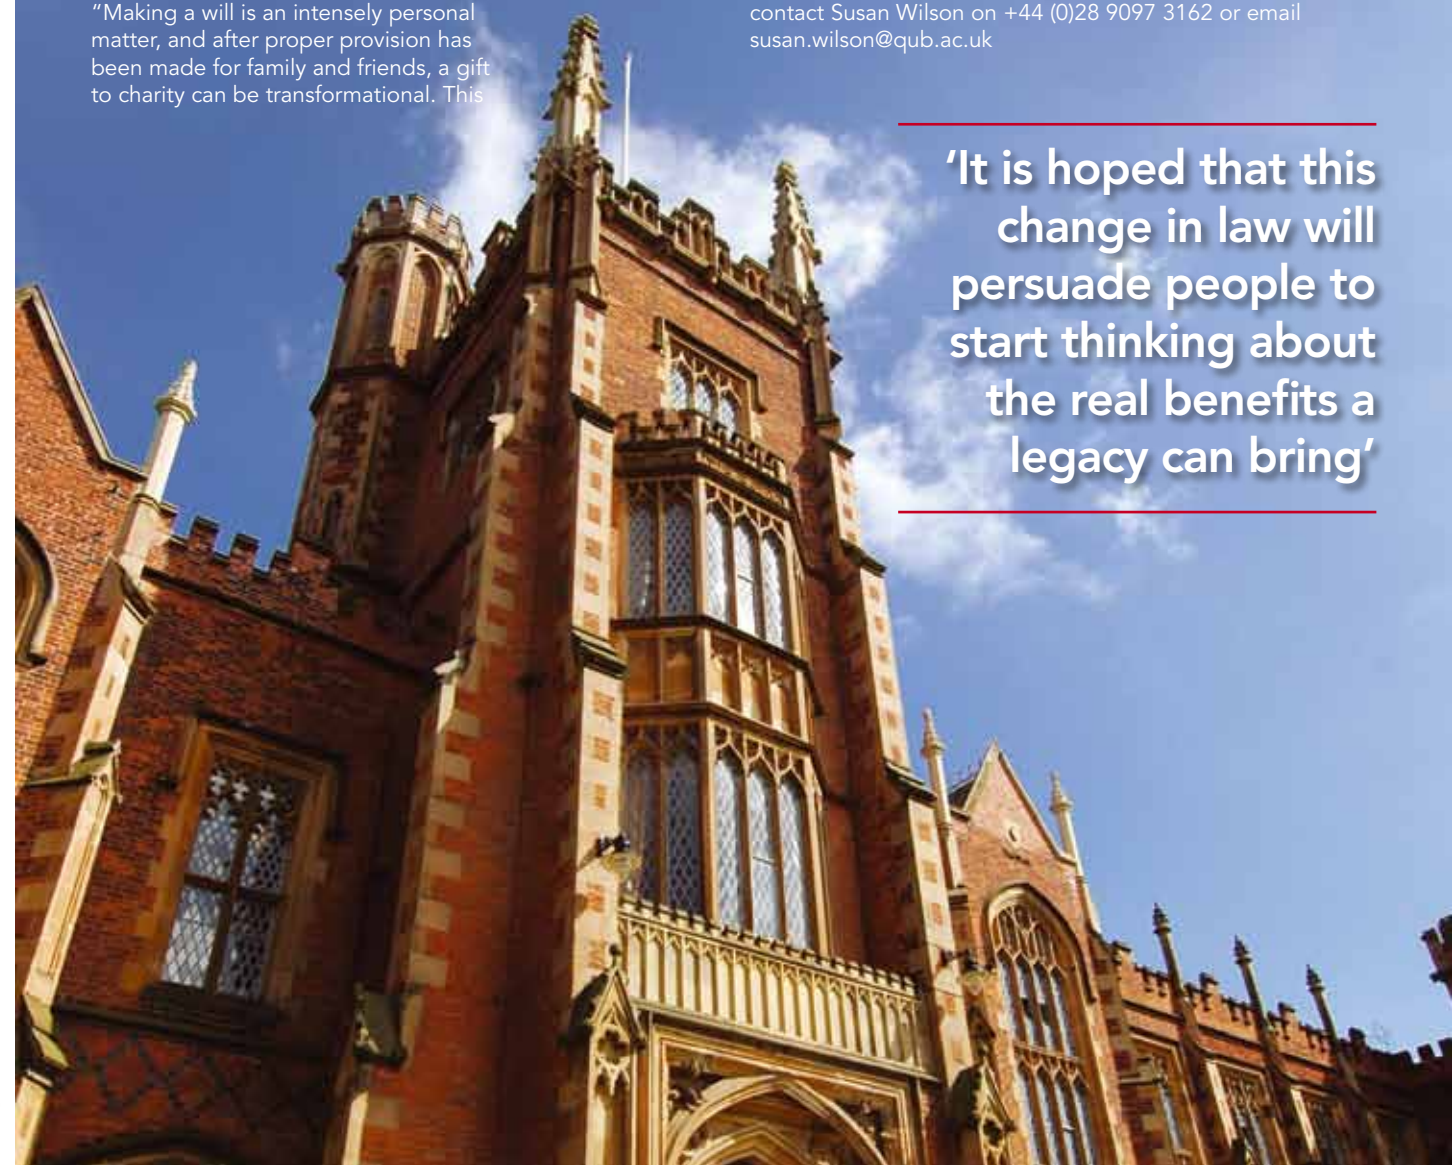 “Making a will is an intensely personal
matter, and after proper provision has
been made for family and friends, a gift
to charity can be transformational. This
contact Susan Wilson on +44 (0)28 9097 3162 or email
susan.wilson@qub.ac.uk
‘It is hoped that this
change in law will
persuade people to
start thinking about
the real benefits a
legacy can bring’